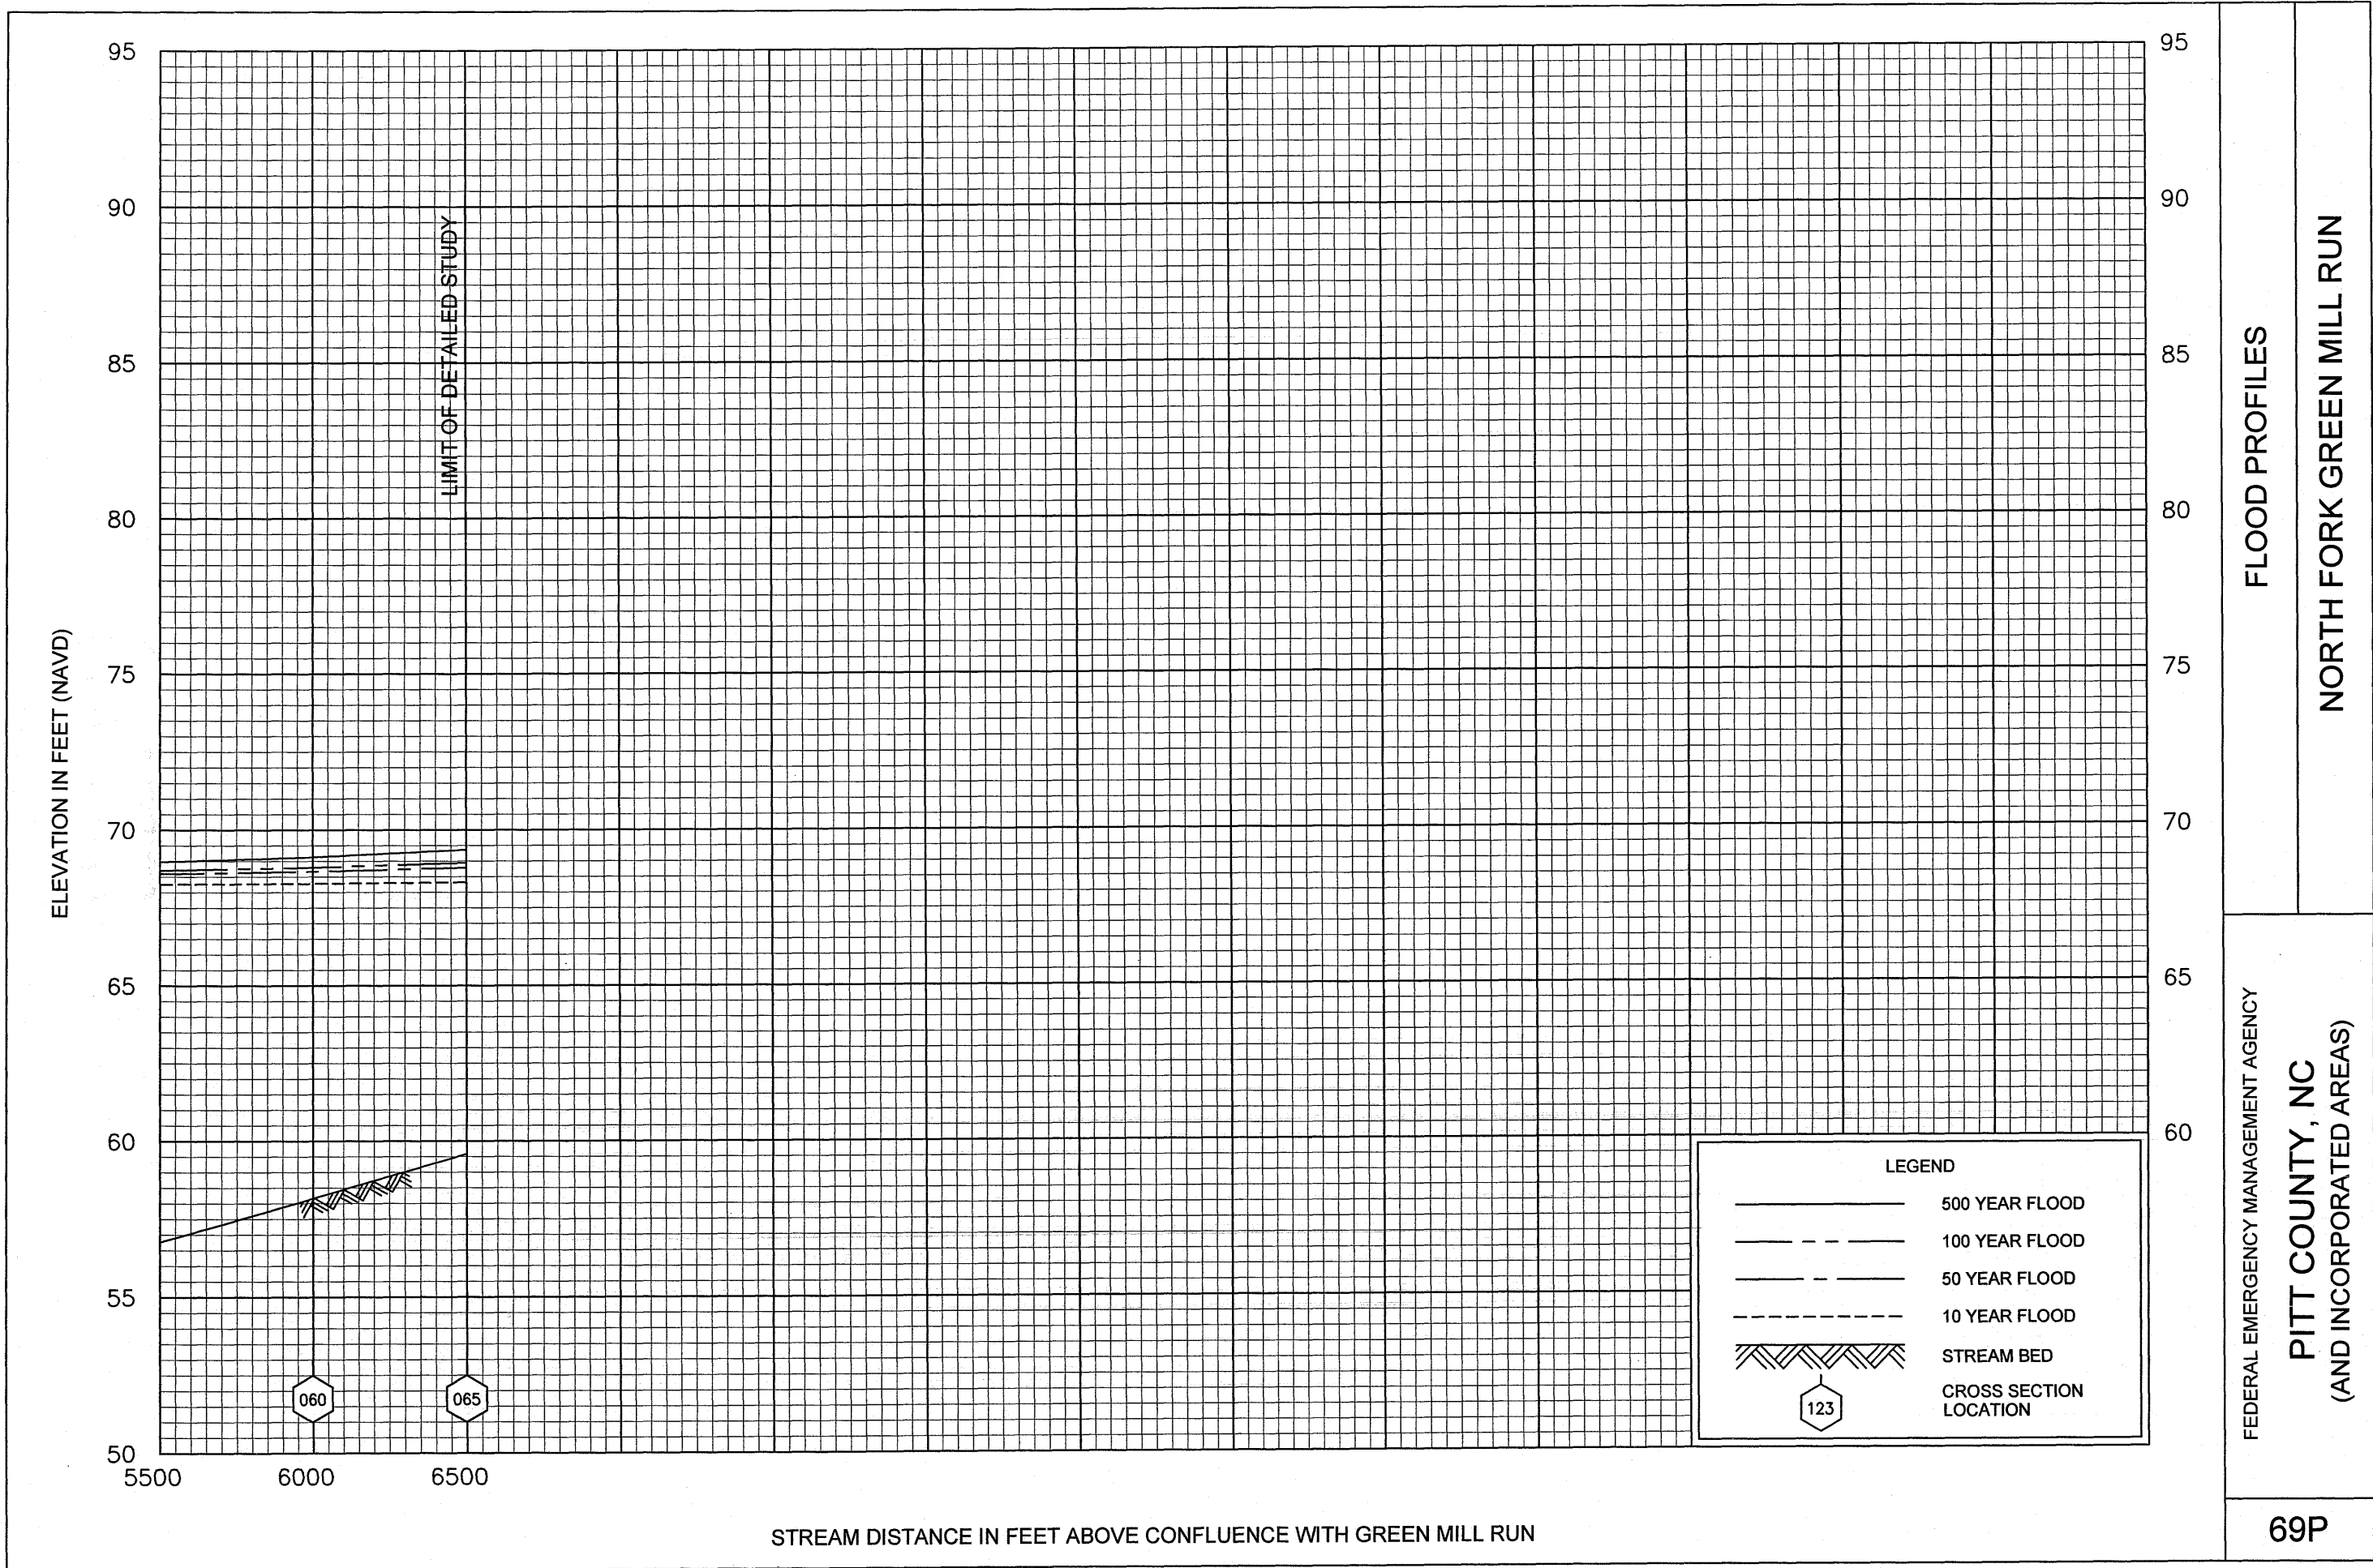 95
90
85
80
75
70
65
60
55
50
ELEVATION IN FEET (NAVD)
LIMIT OF DETAILED STUDY
060
065
5500
6000
6500
STREAM DISTANCE IN FEET ABOVE CONFLUENCE WITH GREEN MILL RUN
95
90
85
80
75
70
65
60
LEGEND
500 YEAR FLOOD
100 YEAR FLOOD
50 YEAR FLOOD
10 YEAR FLOOD
STREAM BED
123
CROSS SECTION
LOCATION
FLOOD PROFILES
NORTH FORK GREEN MILL RUN
FEDERAL EMERGENCY MANAGEMENT AGENCY
PITT COUNTY, NC
(AND INCORPORATED AREAS)
69P